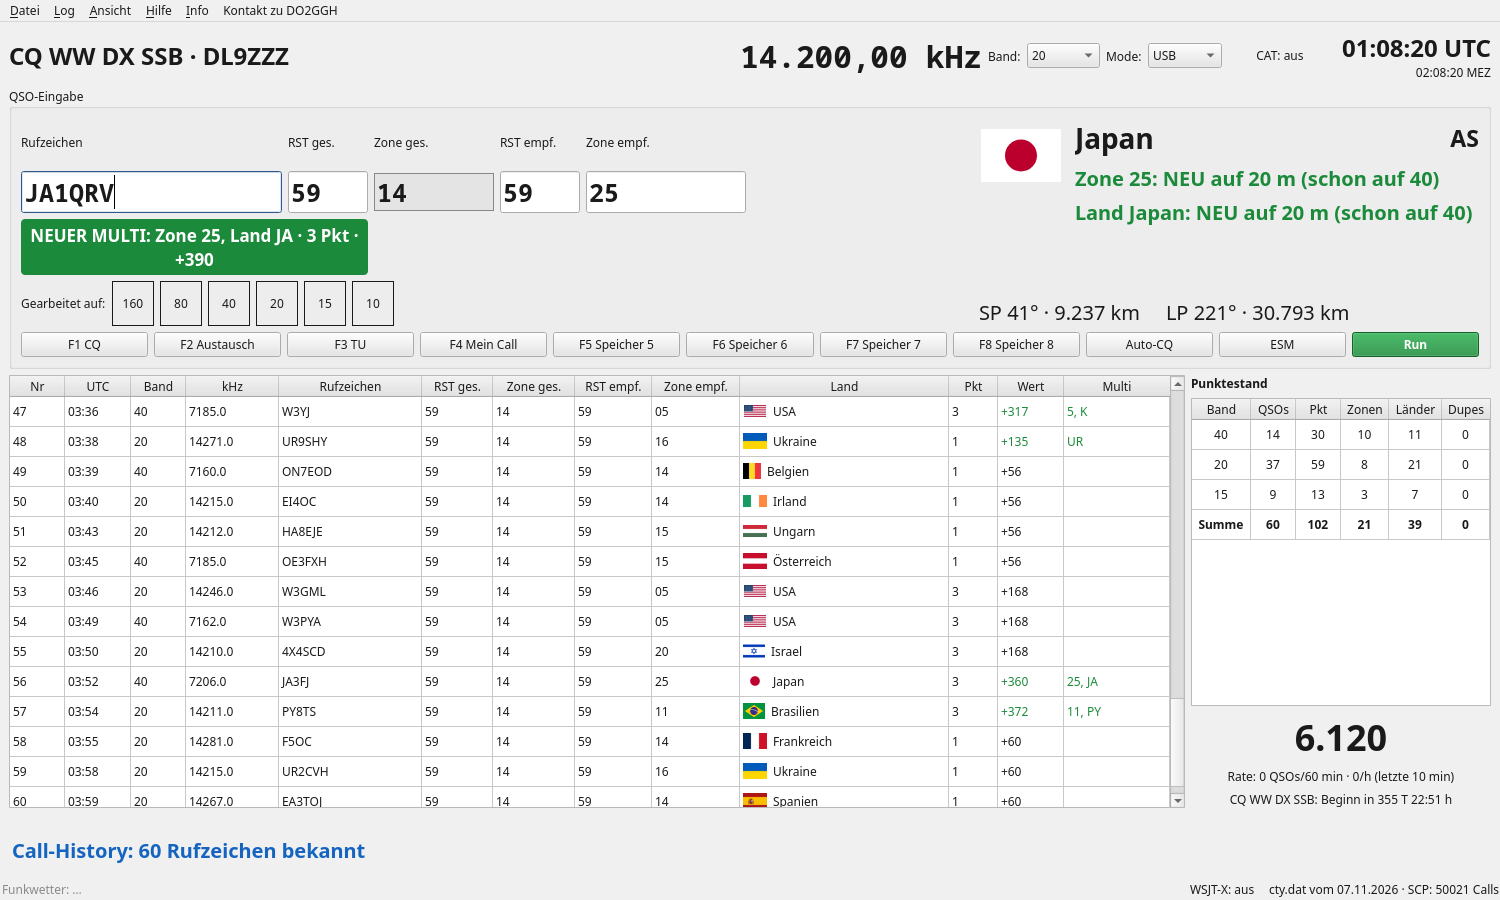 Datei Log Ansicht Hilfe Info Kontakt zu DO2GGH
CQ WW DX SSB · DL9ZZZ
14.200,00 kHz Band: 20 Mode: USB CAT: aus
01:08:20 UTC
02:08:20 MEZ
QSO-Eingabe
Rufzeichen RST ges. Zone ges. RST empf. Zone empf.
JA1QRV 59 14 59 25
Japan AS
Zone 25: NEU auf 20 m (schon auf 40)
Land Japan: NEU auf 20 m (schon auf 40)
NEUER MULTI: Zone 25, Land JA · 3 Pkt ·
+390
Gearbeitet auf: 160 80 40 20 15 10
SP 41° · 9.237 km LP 221° · 30.793 km
F1 CQ F2 Austausch F3 TU F4 Mein Call F5 Speicher 5 F6 Speicher 6 F7 Speicher 7 F8 Speicher 8 Auto-CQ ESM Run
Nr UTC Band kHz Rufzeichen RST ges. Zone ges. RST empf. Zone empf. Land Pkt Wert Multi
47 03:36 40 7185.0 W3YJ 59 14 59 05 USA 3 +317 5, K
48 03:38 20 14271.0 UR9SHY 59 14 59 16 Ukraine 1 +135 UR
49 03:39 40 7160.0 ON7EOD 59 14 59 14 Belgien 1 +56
50 03:40 20 14215.0 EI4OC 59 14 59 14 Irland 1 +56
51 03:43 20 14212.0 HA8EJE 59 14 59 15 Ungarn 1 +56
52 03:45 40 7185.0 OE3FXH 59 14 59 15 Österreich 1 +56
53 03:46 20 14246.0 W3GML 59 14 59 05 USA 3 +168
54 03:49 40 7162.0 W3PYA 59 14 59 05 USA 3 +168
55 03:50 20 14210.0 4X4SCD 59 14 59 20 Israel 3 +168
56 03:52 40 7206.0 JA3FJ 59 14 59 25 Japan 3 +360 25, JA
57 03:54 20 14211.0 PY8TS 59 14 59 11 Brasilien 3 +372 11, PY
58 03:55 20 14281.0 F5OC 59 14 59 14 Frankreich 1 +60
59 03:58 20 14215.0 UR2CVH 59 14 59 16 Ukraine 1 +60
60 03:59 20 14267.0 EA3TOJ 59 14 59 14 Spanien 1 +60
Punktestand
Band QSOs Pkt Zonen Länder Dupes
40 14 30 10 11 0
20 37 59 8 21 0
15 9 13 3 7 0
Summe 60 102 21 39 0
6.120
Rate: 0 QSOs/60 min · 0/h (letzte 10 min)
CQ WW DX SSB: Beginn in 355 T 22:51 h
Call-History: 60 Rufzeichen bekannt
Funkwetter: ...
WSJT-X: aus cty.dat vom 07.11.2026 · SCP: 50021 Calls